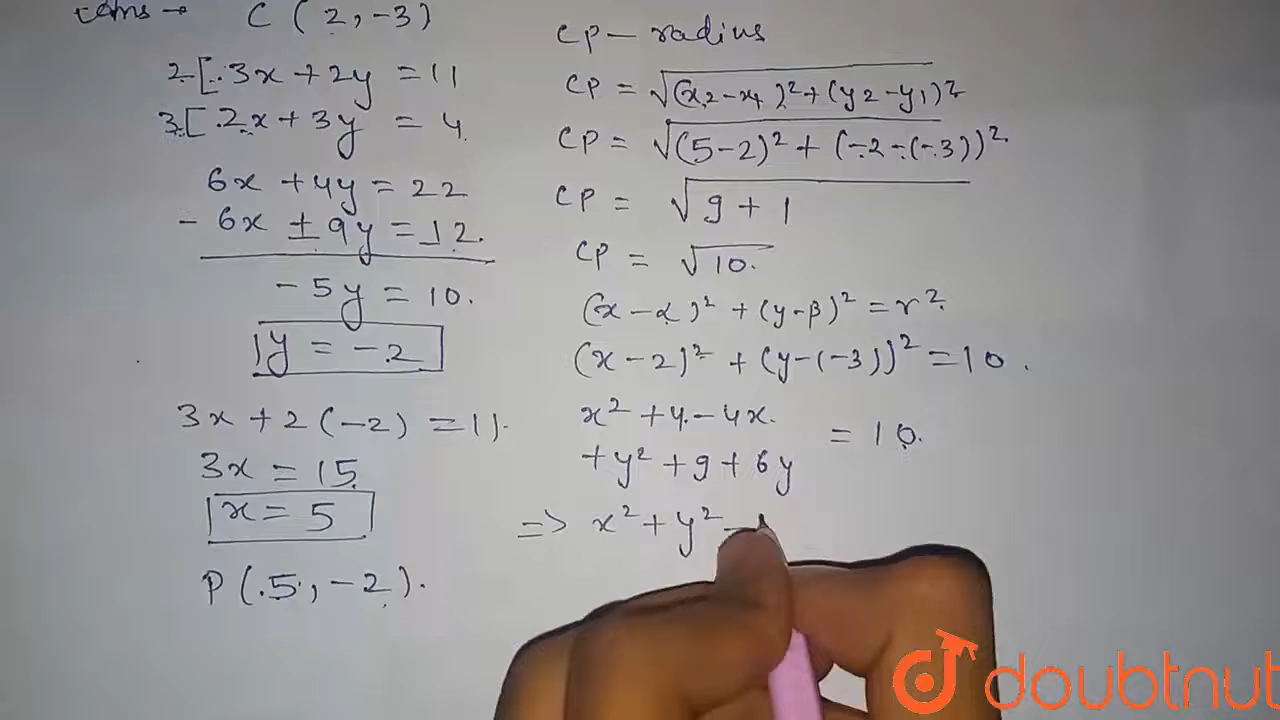 Ans → C (2, -3)
2[.3x + 2y = 11
3[.2x + 3y = 4
6x + 4y = 22
- 6x ± 9y = 12.
- 5y = 10.
y = -2
3x + 2(-2) = 11.
3x = 15
x = 5
P(.5, -2).
CP - radius
CP = √(x2 - x1)² + (y2 - y1)²
CP = √(5-2)² + (-2-(-3))²
CP = √9 + 1
CP = √10.
(x - α)² + (y - β)² = r²
(x - 2)² + (y - (-3))² = 10.
x² + 4 - 4x
+ y² + 9 + 6y = 10.
=> x² + y² -
doubtnut